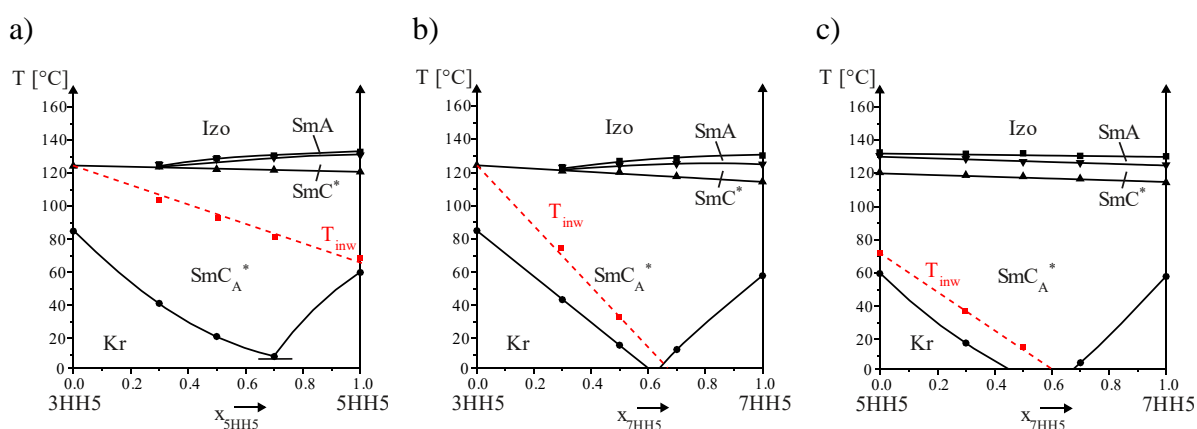 a)
T [°C]
160
140
120
100
80
60
40
20
0
Izo
SmA
SmC*
T_inw
SmC_A*
Kr
0.0 0.2 0.4 0.6 0.8 1.0
3HH5 x_5HH5 5HH5
b)
T [°C]
160
140
120
100
80
60
40
20
0
Izo
SmA
SmC*
T_inw
SmC_A*
Kr
0.0 0.2 0.4 0.6 0.8 1.0
3HH5 x_7HH5 7HH5
c)
T [°C]
160
140
120
100
80
60
40
20
0
Izo
SmA
SmC*
T_inw
SmC_A*
Kr
0.0 0.2 0.4 0.6 0.8 1.0
5HH5 x_7HH5 7HH5